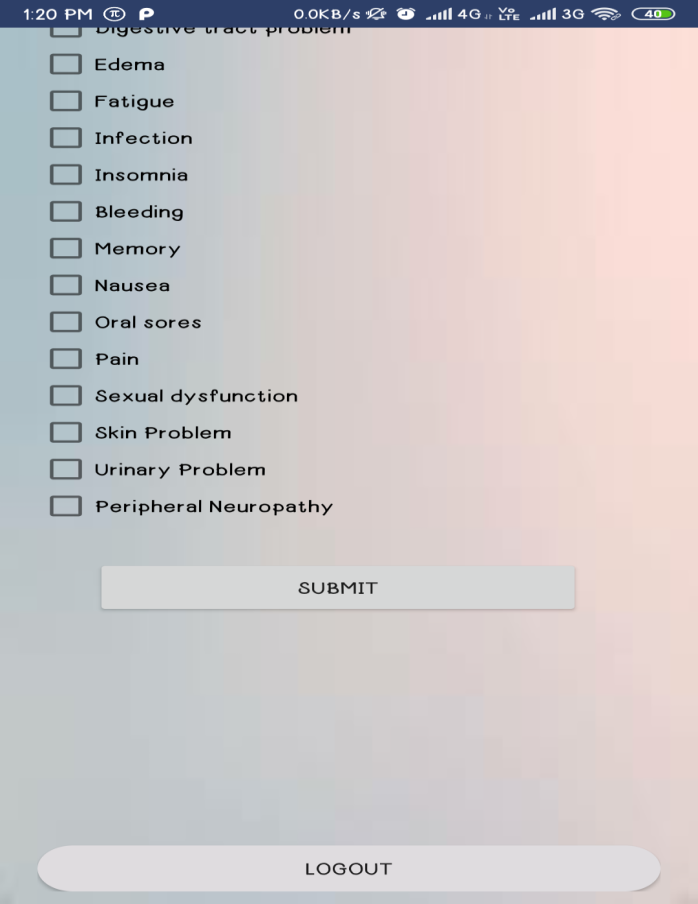 1:20 PM π P 0.0KB/s 4G Vo LTE 3G 40
Digestive tract problem
Edema
Fatigue
Infection
Insomnia
Bleeding
Memory
Nausea
Oral sores
Pain
Sexual dysfunction
Skin Problem
Urinary Problem
Peripheral Neuropathy
SUBMIT
LOGOUT